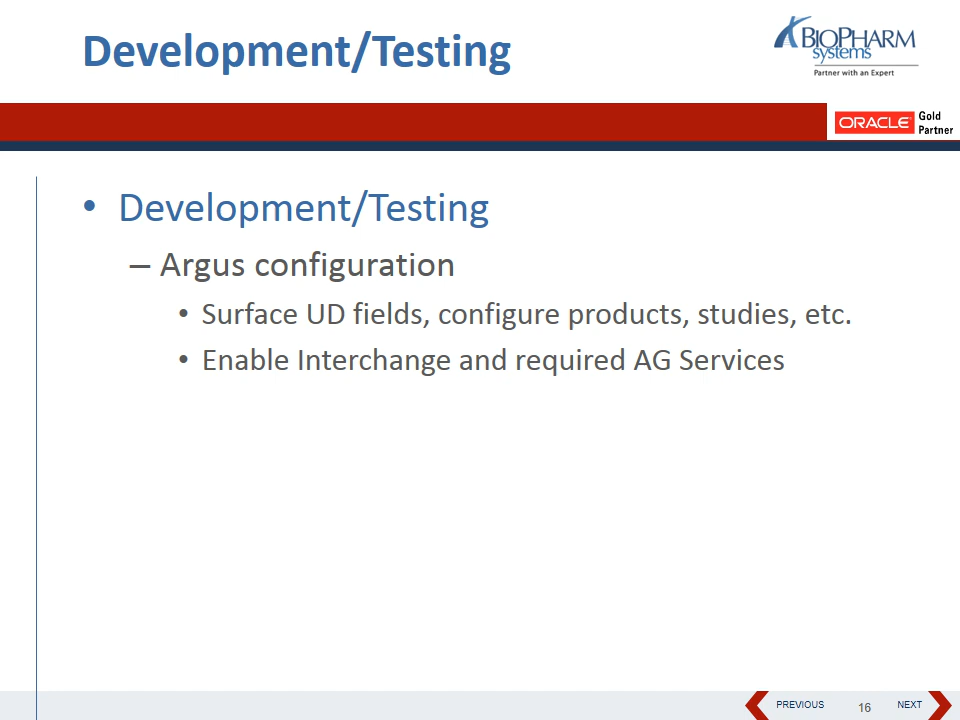 Development/Testing
BIOPHARM
systems
Partner with an Expert
ORACLE Gold
Partner
• Development/Testing
– Argus configuration
• Surface UD fields, configure products, studies, etc.
• Enable Interchange and required AG Services
PREVIOUS 16 NEXT